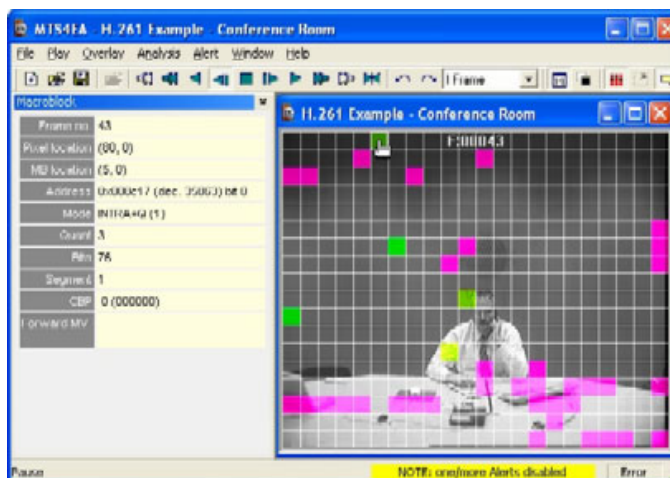 MTS4EA - H.261 Example - Conference Room
File Play Overlay Analysis Alert Window Help
I Frame
Macroblock
H.261 Example - Conference Room
F:00043
Frame no. 43
Pixel location (80, 0)
MB location (5, 0)
Address (dec. 35863) bit 0
Mode INTRA+Q (1)
Quant 3
Bits 76
Segment 1
CBP 0 (000000)
Forward MV
Pause
NOTE: one/more Alerts disabled
Error